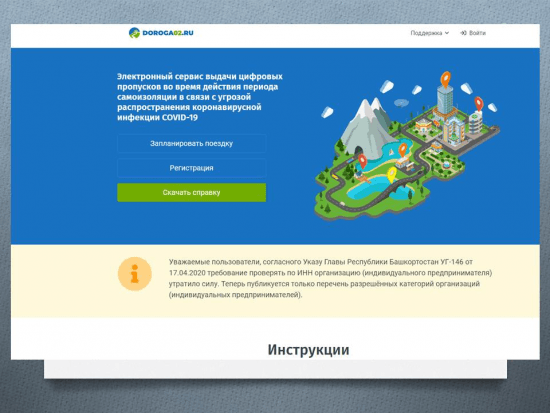 DOROGA02.RU
Поддержка
Войти
Электронный сервис выдачи цифровых
пропусков во время действия периода
самоизоляции в связи с угрозой
распространения коронавирусной
инфекции COVID-19
Запланировать поездку
Регистрация
Скачать справку
Уважаемые пользователи, согласного Указу Главы Республики Башкортостан УГ-146 от
17.04.2020 требование проверять по ИНН организацию (индивидуального предпринимателя)
утратило силу. Теперь публикуется только перечень разрешённых категорий организаций
(индивидуальных предпринимателей).
Инструкции